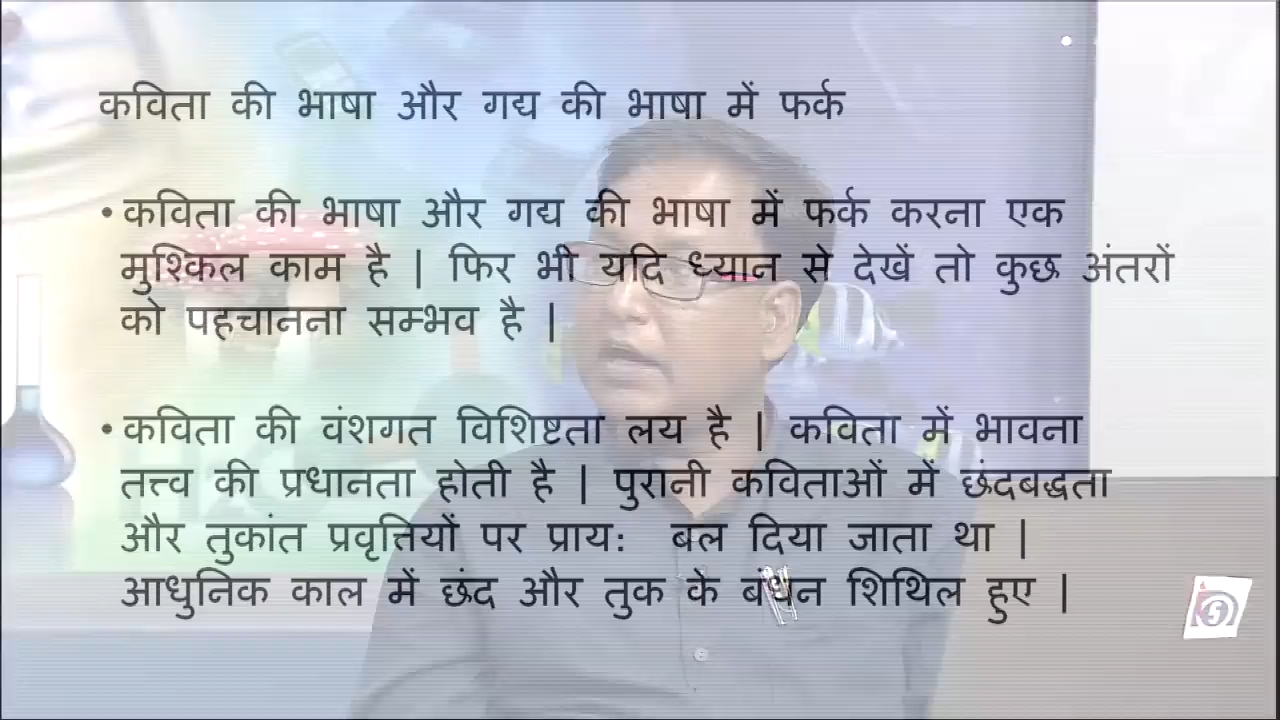 कविता की भाषा और गद्य की भाषा में फर्क
• कविता की भाषा और गद्य की भाषा में फर्क करना एक
मुश्किल काम है | फिर भी यदि ध्यान से देखें तो कुछ अंतरों
को पहचानना सम्भव है |
• कविता की वंशगत विशिष्टता लय है | कविता में भावना
तत्त्व की प्रधानता होती है | पुरानी कविताओं में छंदबद्धता
और तुकांत प्रवृत्तियों पर प्राय: बल दिया जाता था |
आधुनिक काल में छंद और तुक के बंधन शिथिल हुए |